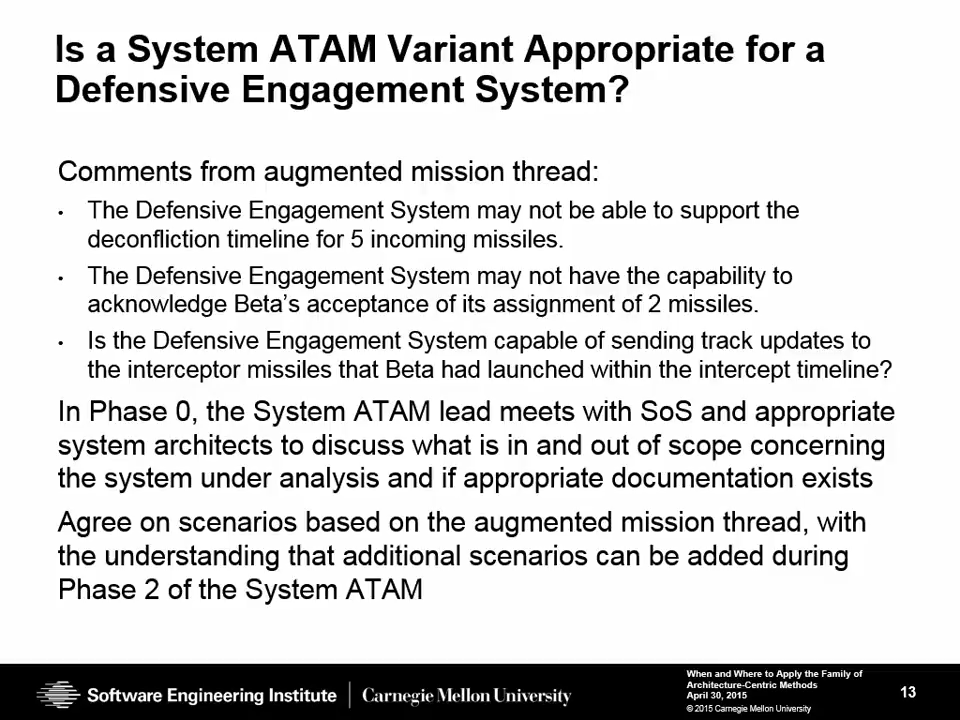 Is a System ATAM Variant Appropriate for a
Defensive Engagement System?
Comments from augmented mission thread:
• The Defensive Engagement System may not be able to support the
deconfliction timeline for 5 incoming missiles.
• The Defensive Engagement System may not have the capability to
acknowledge Beta's acceptance of its assignment of 2 missiles.
• Is the Defensive Engagement System capable of sending track updates to
the interceptor missiles that Beta had launched within the intercept timeline?
In Phase 0, the System ATAM lead meets with SoS and appropriate
system architects to discuss what is in and out of scope concerning
the system under analysis and if appropriate documentation exists
Agree on scenarios based on the augmented mission thread, with
the understanding that additional scenarios can be added during
Phase 2 of the System ATAM
Software Engineering Institute | Carnegie Mellon University
When and Where to Apply the Family of
Architecture-Centric Methods
April 30, 2015
© 2015 Carnegie Mellon University
13